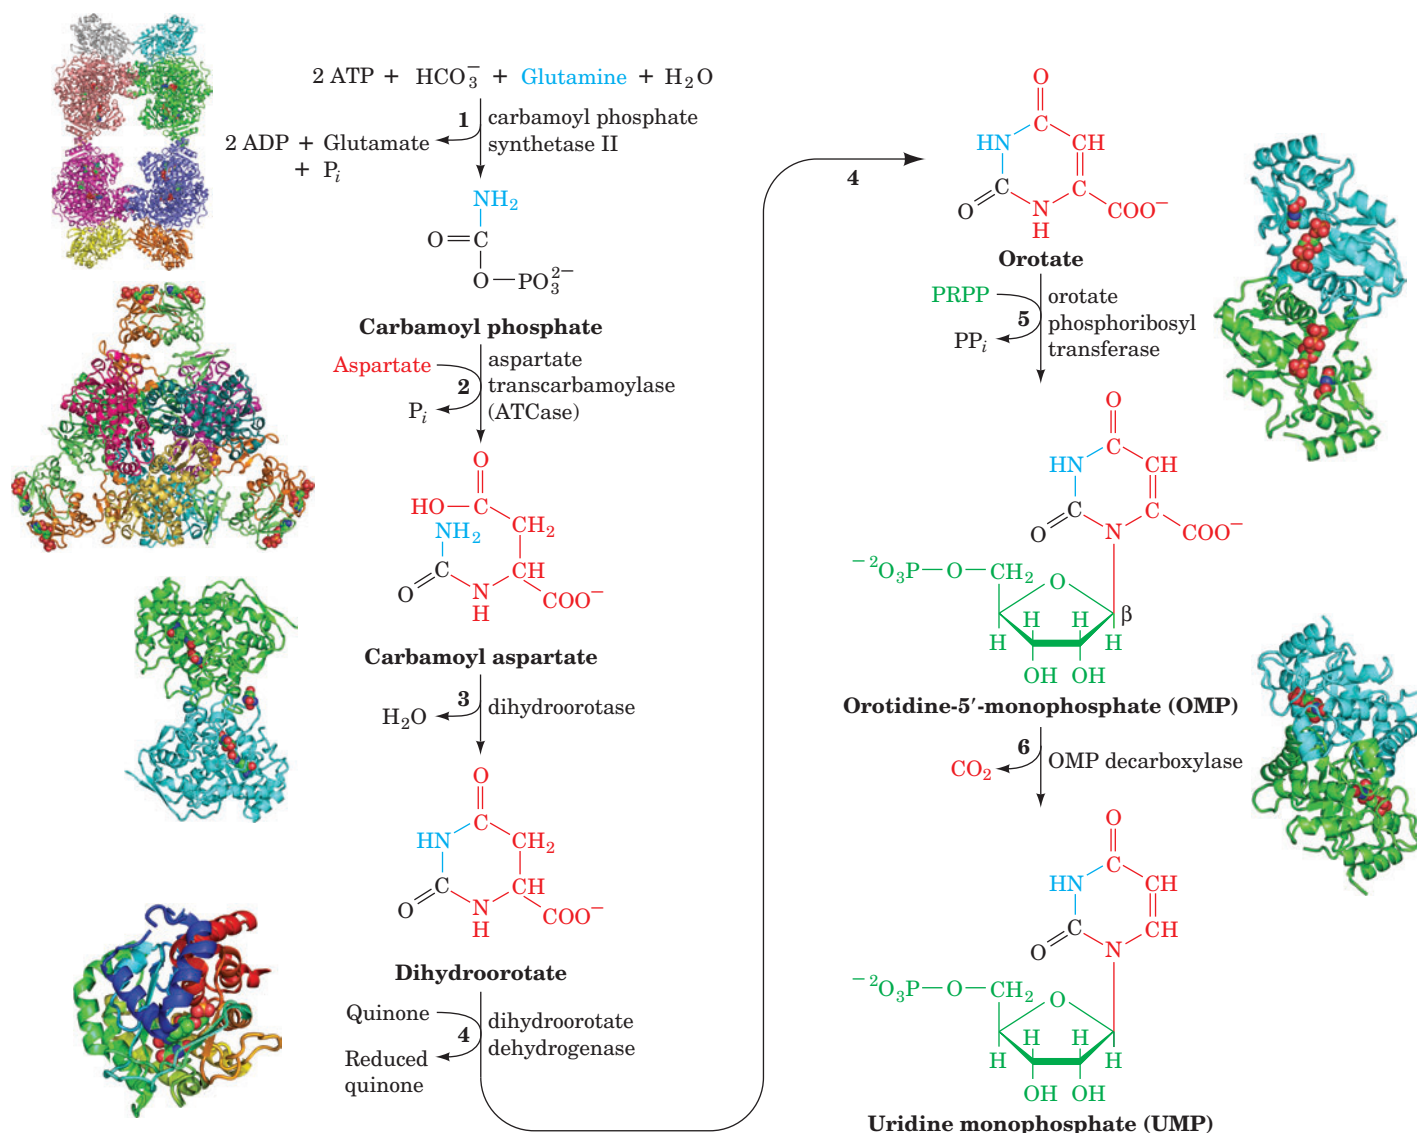 2 ATP + HCO₃⁻ + Glutamine + H₂O
1
carbamoyl phosphate
synthetase II
2 ADP + Glutamate
+ Pᵢ
NH₂
O=C
O—PO₃²⁻
Carbamoyl phosphate
Aspartate
2
aspartate
transcarbamoylase
(ATCase)
Pᵢ
O
HO—C
NH₂ CH₂
C CH
O N COO⁻
H
Carbamoyl aspartate
3
dihydroorotase
H₂O
O
C
HN CH₂
C CH
O N COO⁻
H
Dihydroorotate
Quinone
4
dihydroorotate
dehydrogenase
Reduced
quinone
4
O
C
HN CH
C C
O N COO⁻
H
Orotate
PRPP
5
orotate
phosphoribosyl
transferase
PPᵢ
O
C
HN CH
C C
O N COO⁻
⁻²O₃P—O—CH₂ O
β
H H H H
OH OH
Orotidine-5′-monophosphate (OMP)
6
OMP decarboxylase
CO₂
O
C
HN CH
C CH
O N
⁻²O₃P—O—CH₂ O
H H H H
OH OH
Uridine monophosphate (UMP)